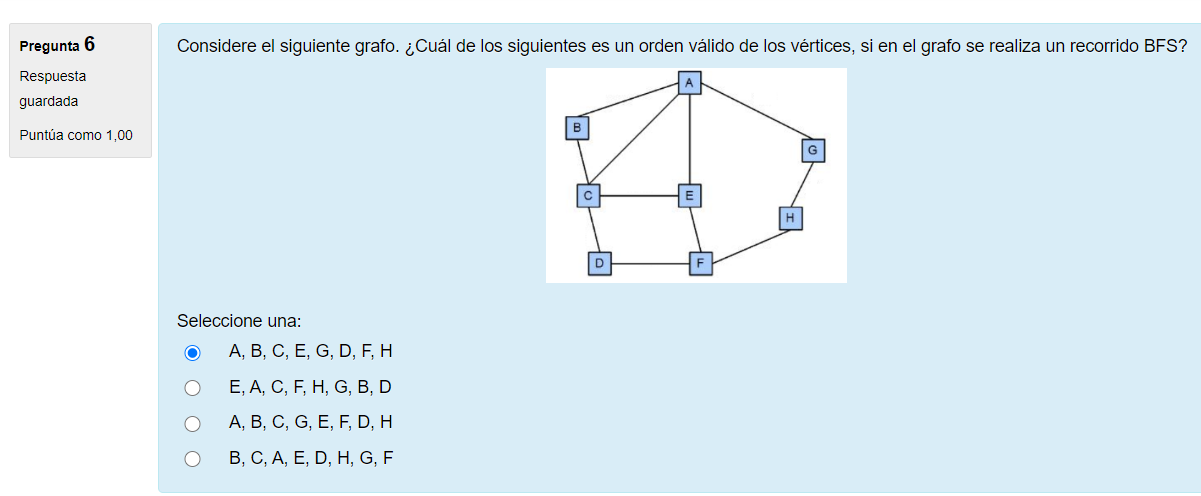 Pregunta 6
Respuesta
guardada
Puntúa como 1,00
Considere el siguiente grafo. ¿Cuál de los siguientes es un orden válido de los vértices, si en el grafo se realiza un recorrido BFS?
A
B
G
C
E
H
D
F
Seleccione una:
A, B, C, E, G, D, F, H
E, A, C, F, H, G, B, D
A, B, C, G, E, F, D, H
B, C, A, E, D, H, G, F